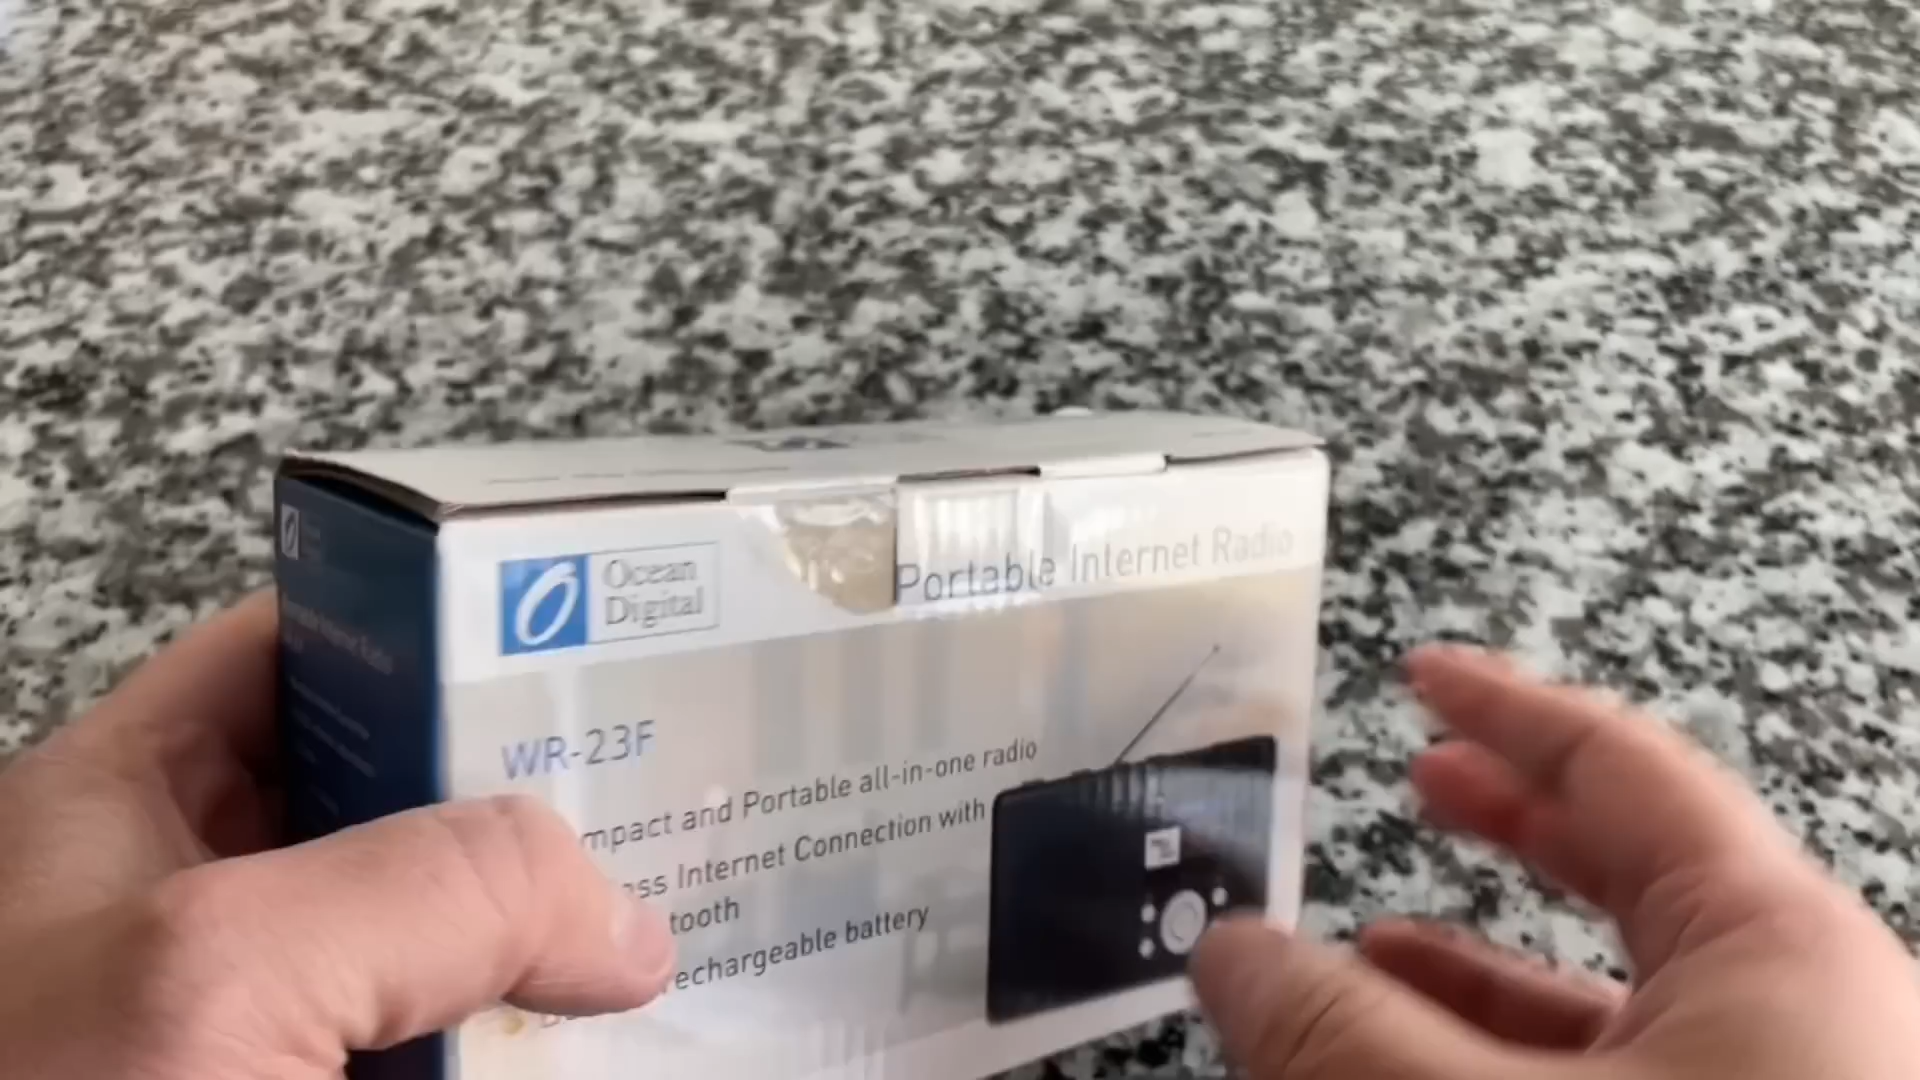 Ocean
Digital
Portable Internet Radio
WR-23F
mpact and Portable all-in-one radio
ess Internet Connection with
tooth
rechargeable battery